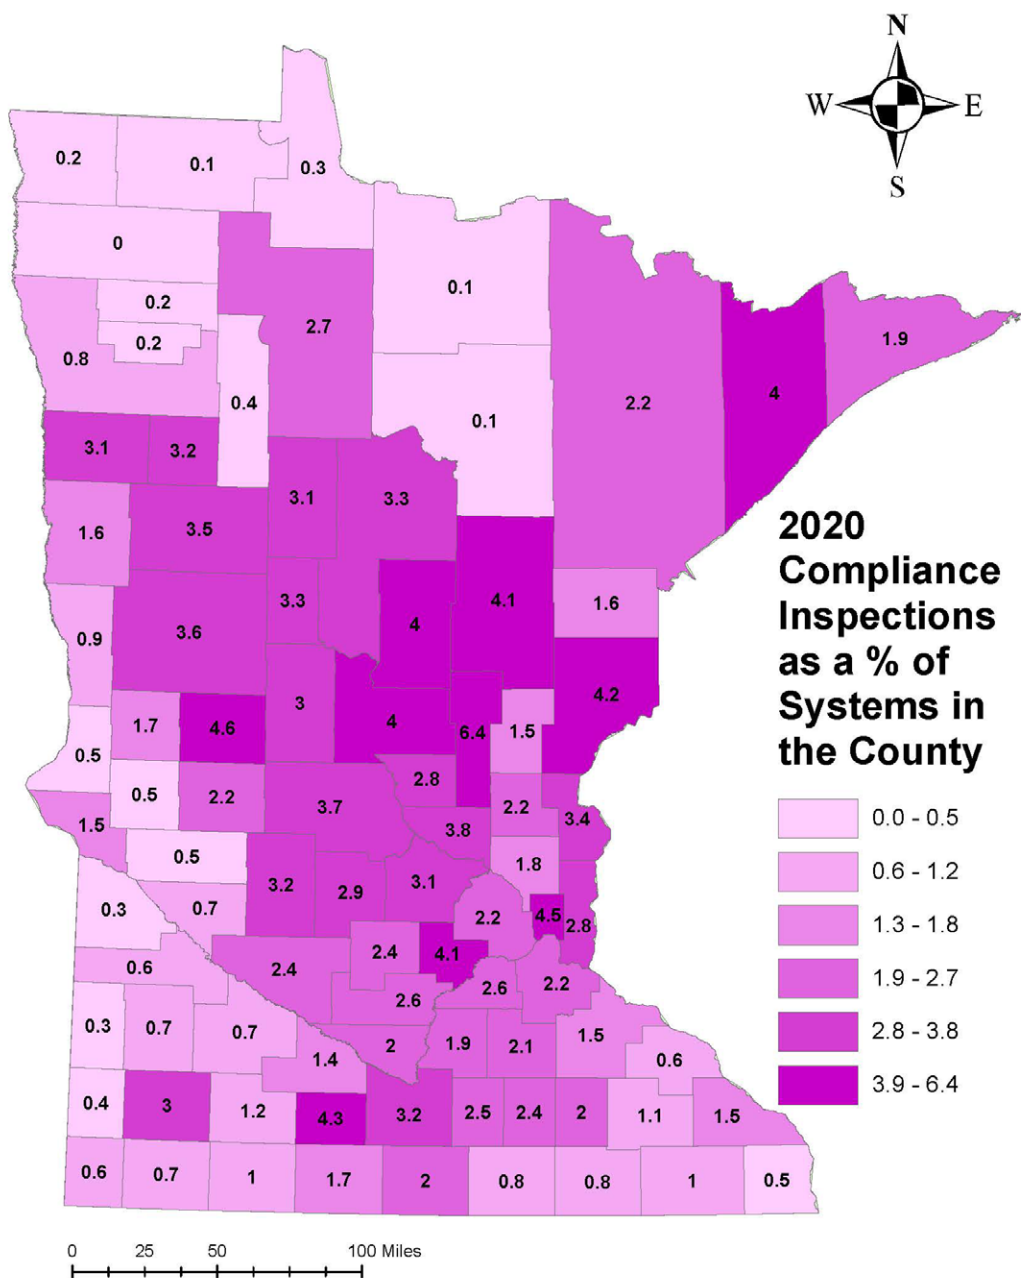 N
W E
S
0.2 0.1 0.3
0
0.2
0.2
0.8
0.4
2.7
0.1
0.1
2.2
4
1.9
3.1 3.2
3.1 3.3
1.6 3.5
3.3 4 4.1 1.6
0.9 3.6
4.2
3 4 6.4 1.5
1.7 4.6
0.5
2.8
0.5 2.2 3.7 2.2 3.4
1.5 3.8
0.5 1.8
3.2 2.9 3.1
0.3 0.7 2.2 4.5 2.8
2.4 4.1
0.6 2.4 2.6 2.6 2.2
0.3 0.7 0.7 1.4 2 1.9 2.1 1.5 0.6
0.4 3 1.2 4.3 3.2 2.5 2.4 2 1.1 1.5
0.6 0.7 1 1.7 2 0.8 0.8 1 0.5
2020
Compliance
Inspections
as a % of
Systems in
the County
0.0 - 0.5
0.6 - 1.2
1.3 - 1.8
1.9 - 2.7
2.8 - 3.8
3.9 - 6.4
0 25 50 100 Miles